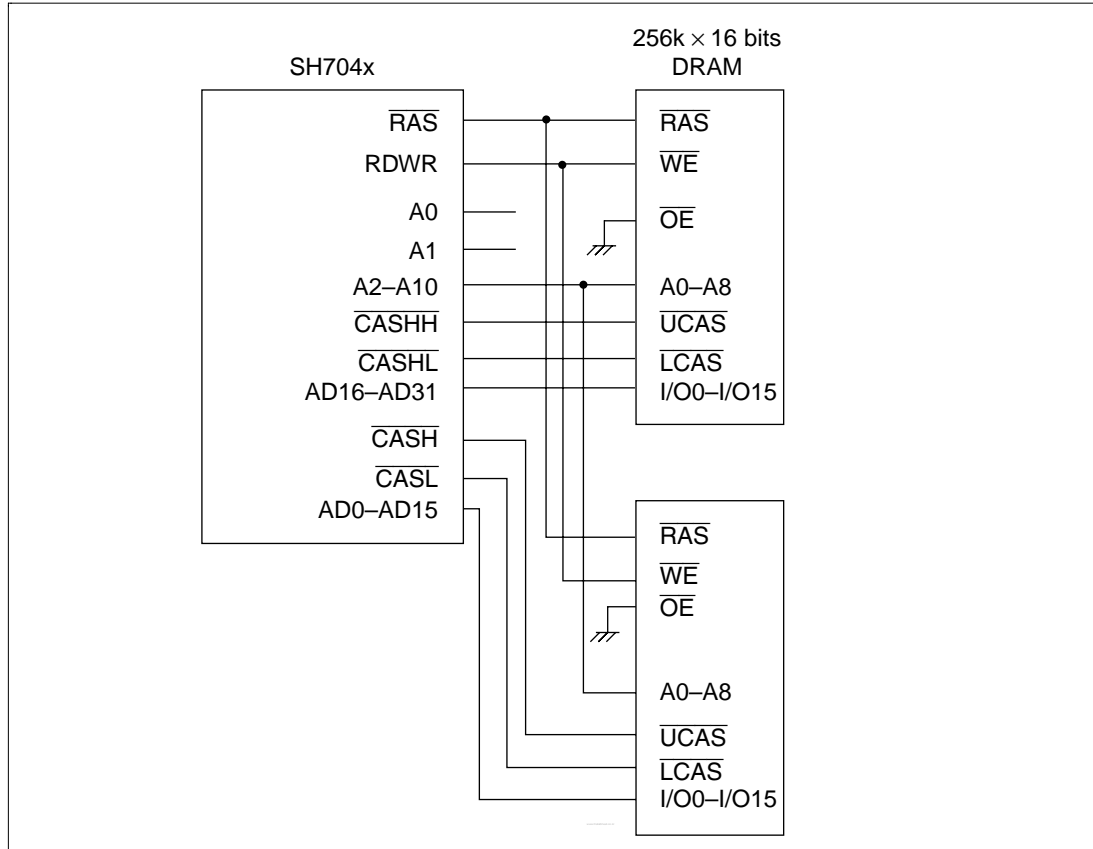 256k × 16 bits
DRAM
SH704x
RAS
RDWR
A0
A1
A2–A10
CASHH
CASHL
AD16–AD31
CASH
CASL
AD0–AD15
RAS
WE
OE
A0–A8
UCAS
LCAS
I/O0–I/O15
RAS
WE
OE
A0–A8
UCAS
LCAS
I/O0–I/O15